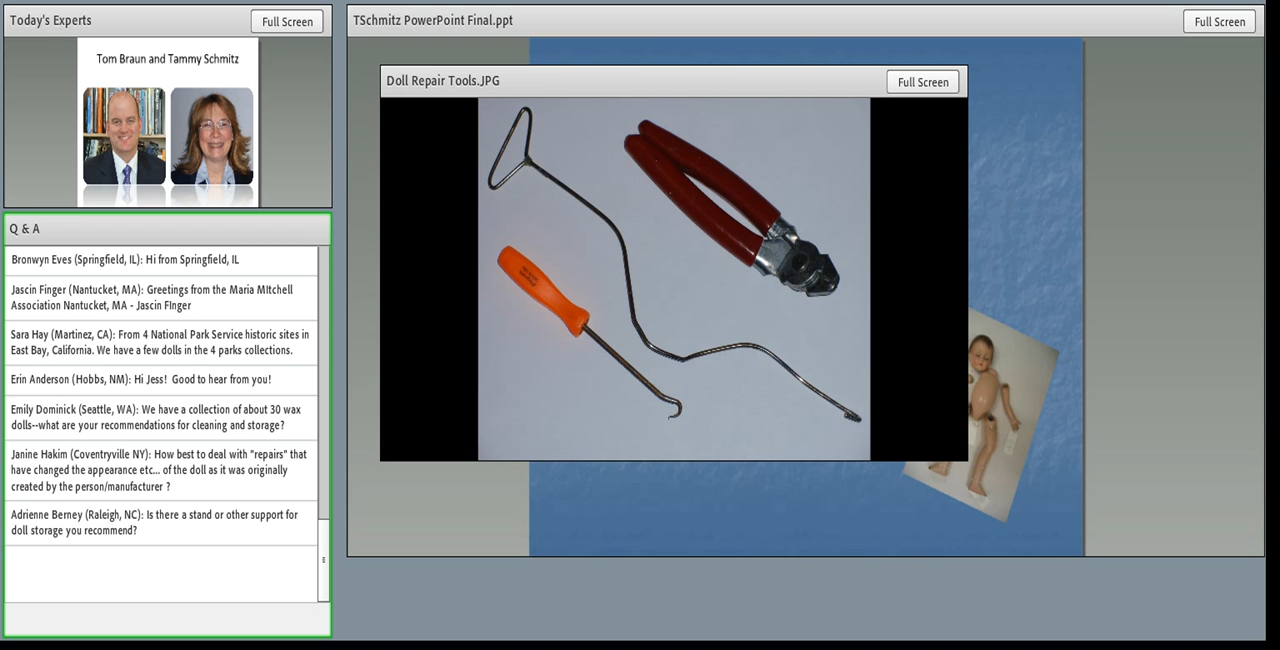 Today's Experts
Full Screen
Tom Braun and Tammy Schmitz
Q & A
Bronwyn Eves (Springfield, IL): Hi from Springfield, IL
Jascin Finger (Nantucket, MA): Greetings from the Maria MItchell
Association Nantucket, MA - Jascin FInger
Sara Hay (Martinez, CA): From 4 National Park Service historic sites in
East Bay, California. We have a few dolls in the 4 parks collections.
Erin Anderson (Hobbs, NM): Hi Jess! Good to hear from you!
Emily Dominick (Seattle, WA): We have a collection of about 30 wax
dolls--what are your recommendations for cleaning and storage?
Janine Hakim (Coventryville NY): How best to deal with "repairs" that
have changed the appearance etc... of the doll as it was originally
created by the person/manufacturer ?
Adrienne Berney (Raleigh, NC): Is there a stand or other support for
doll storage you recommend?
TSchmitz PowerPoint Final.ppt
Full Screen
Doll Repair Tools.JPG
Full Screen